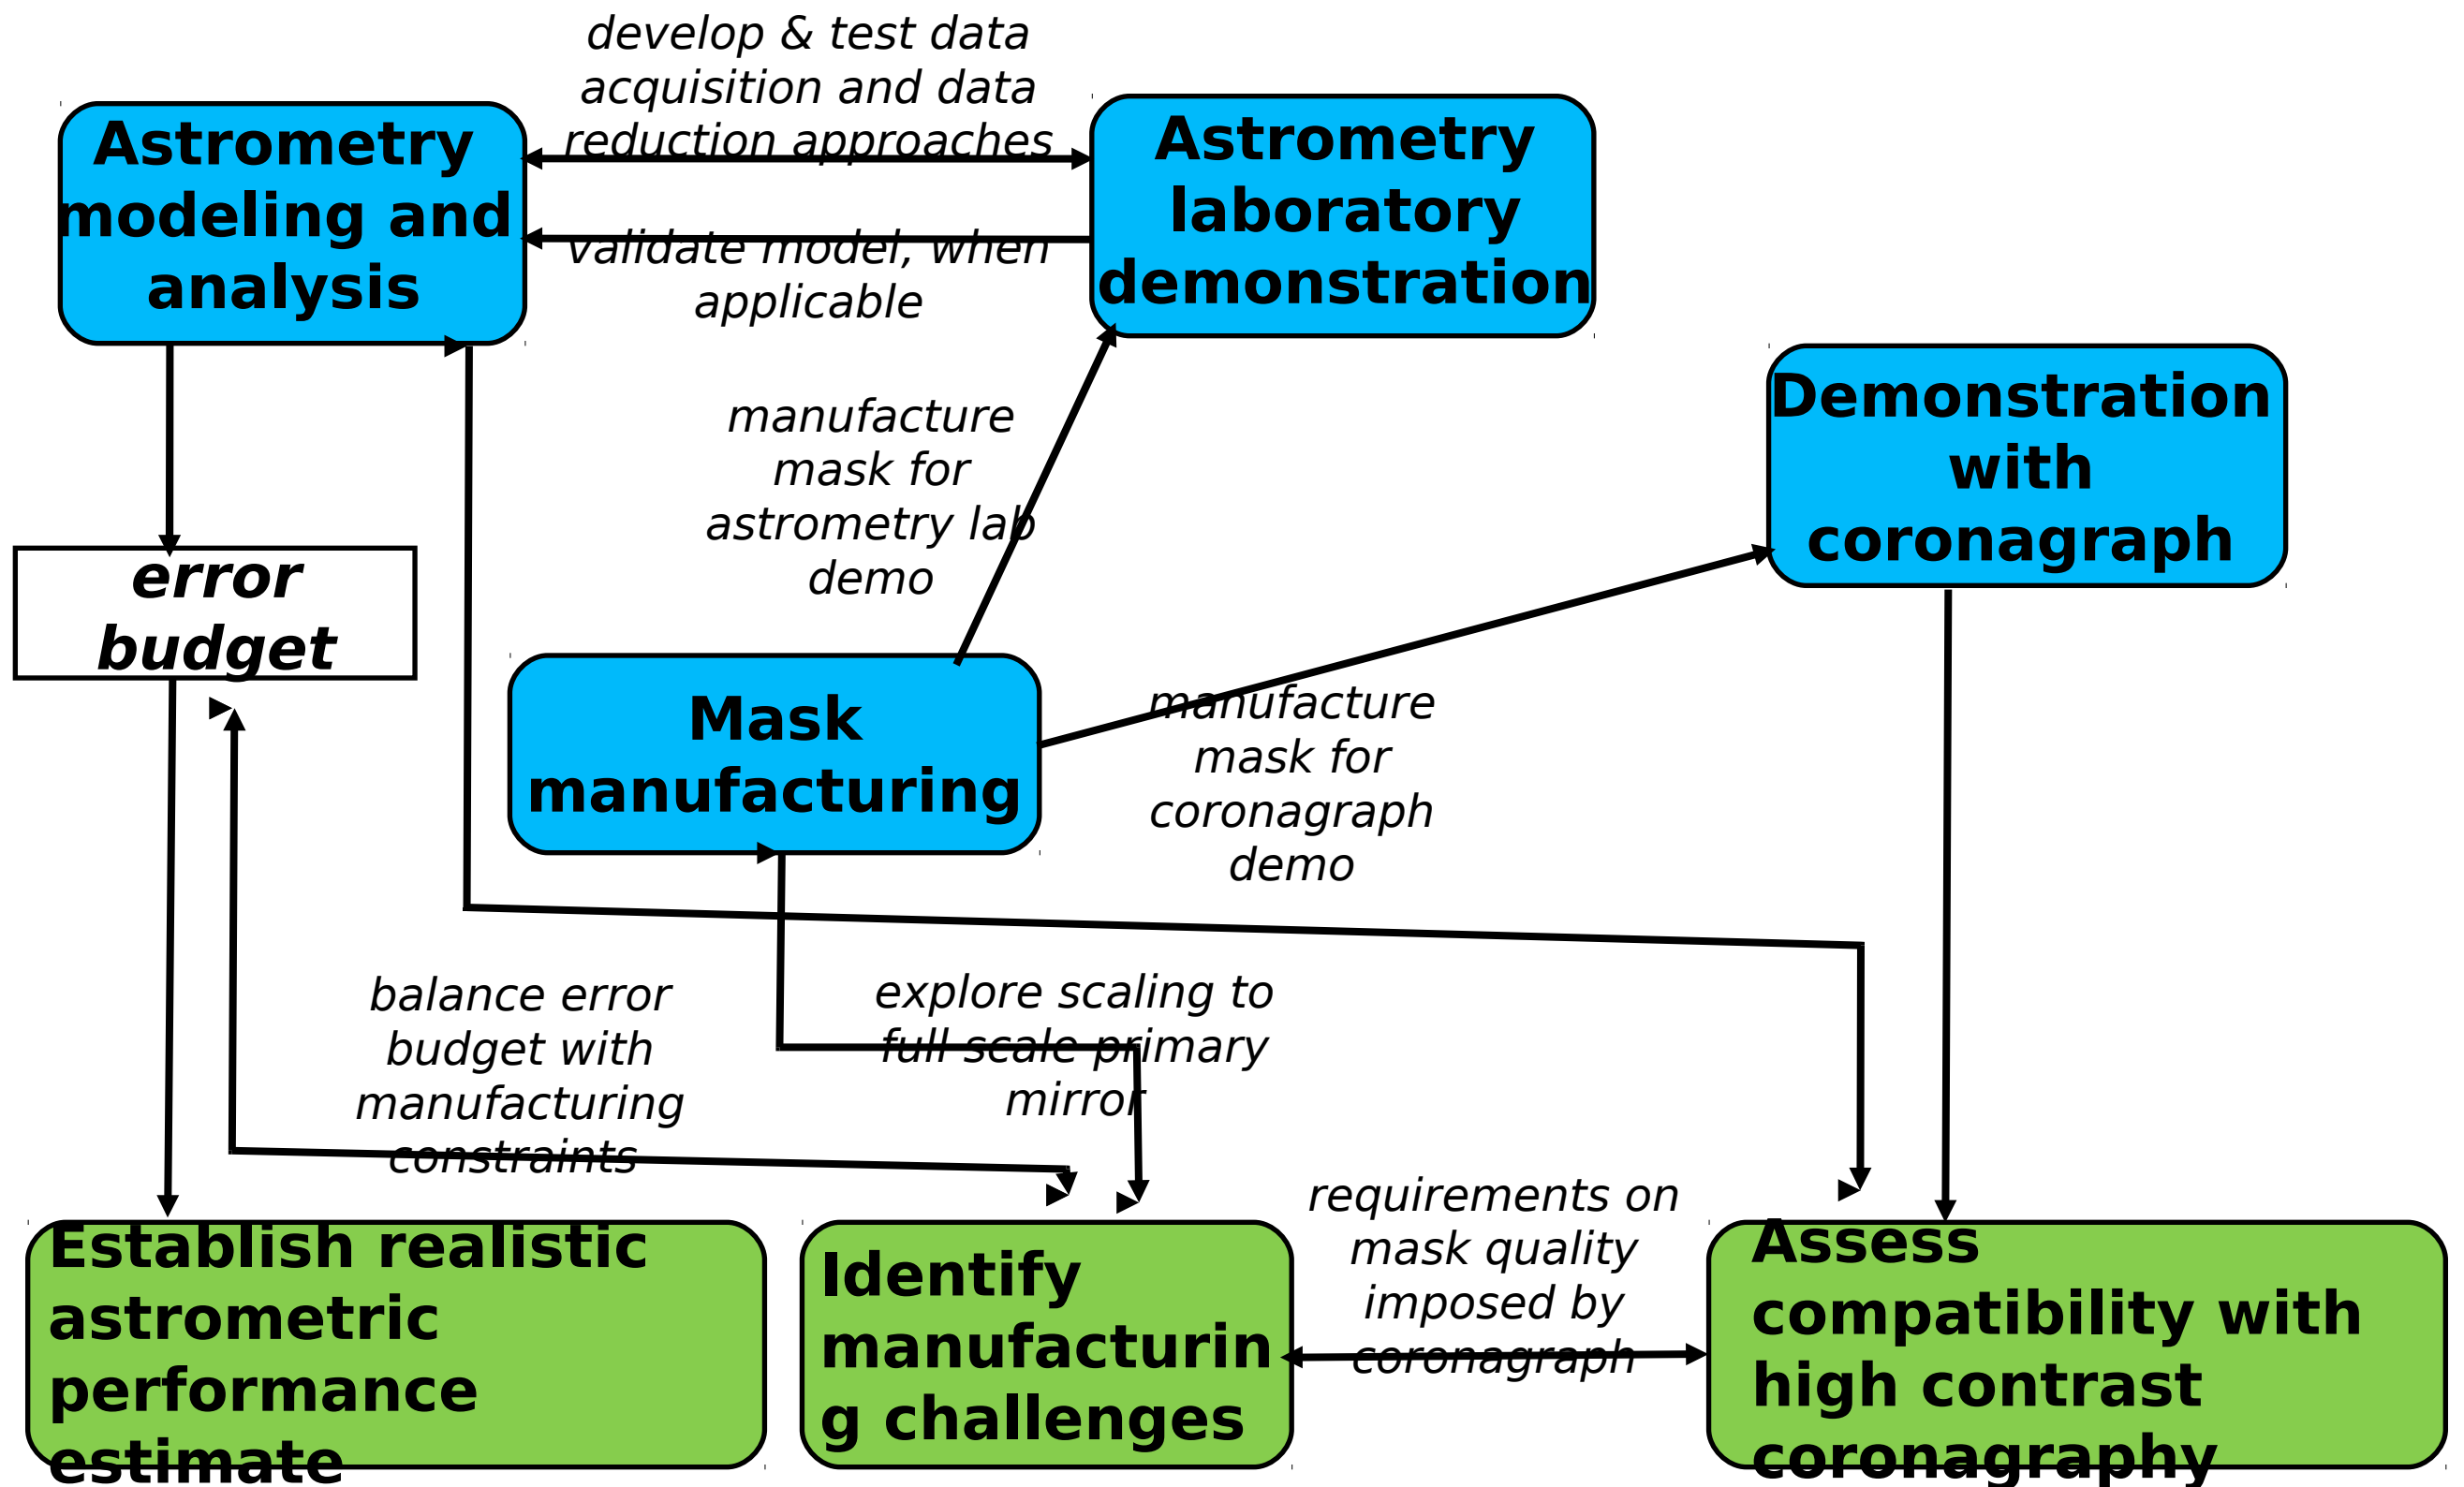 develop & test data
acquisition and data
reduction approaches
Astrometry
modeling and
analysis
Astrometry
laboratory
demonstration
validate model, when
applicable
Demonstration
with
coronagraph
manufacture
mask for
astrometry lab
demo
error
budget
Mask
manufacturing
manufacture
mask for
coronagraph
demo
balance error
budget with
manufacturing
constraints
explore scaling to
full scale primary
mirror
requirements on
mask quality
imposed by
coronagraph
Establish realistic
astrometric
performance
estimate
Identify
manufacturin
g challenges
Assess
compatibility with
high contrast
coronagraphy